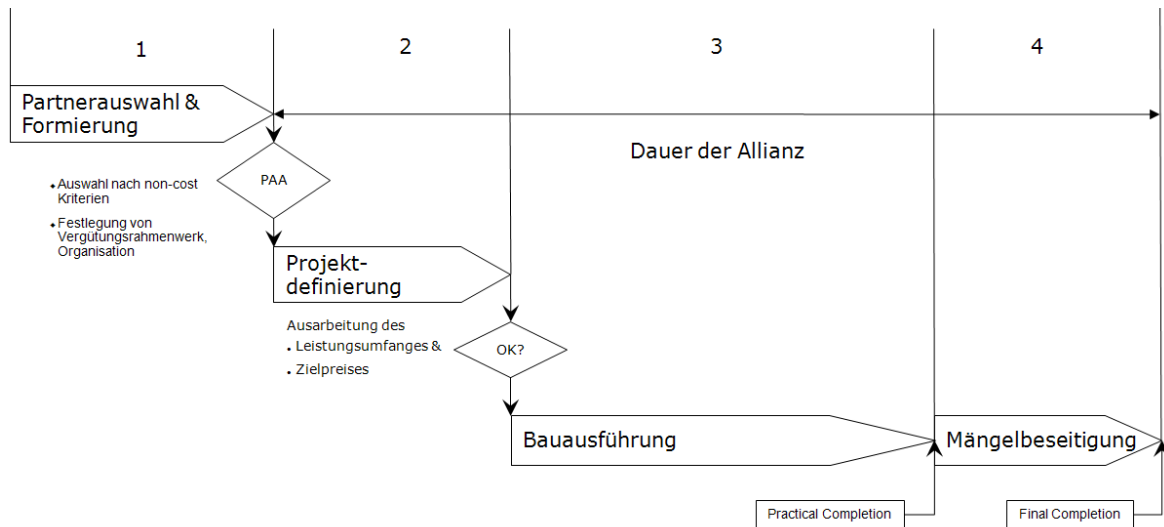 1
2
3
4
Partnerauswahl &
Formierung
Dauer der Allianz
PAA
Auswahl nach non-cost
Kriterien
Festlegung von
Vergütungsrahmenwerk,
Organisation
Projekt-
definierung
Ausarbeitung des
Leistungsumfanges &
Zielpreises
OK?
Bauausführung
Mängelbeseitigung
Practical Completion
Final Completion